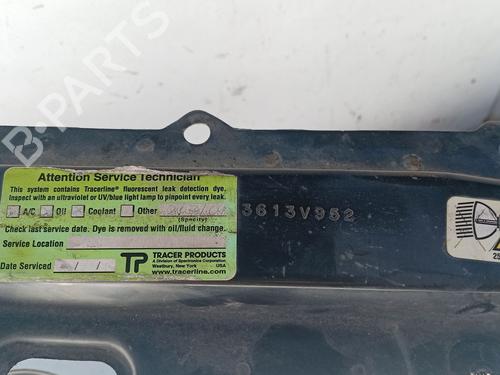 B-PARTS
Attention Service Technician
This system contains Tracerline® fluorescent leak detection dye.
Inspect with an ultraviolet or UV/blue light lamp to pinpoint every leak.
A/C Oil Coolant Other
(Specify)
Check last service date. Dye is removed with oil/fluid change.
Service Location
Date Serviced / /
TP TRACER PRODUCTS
A Division of Spectronics Corporation
Westbury, New York USA
www.tracerline.com
3613V952
25